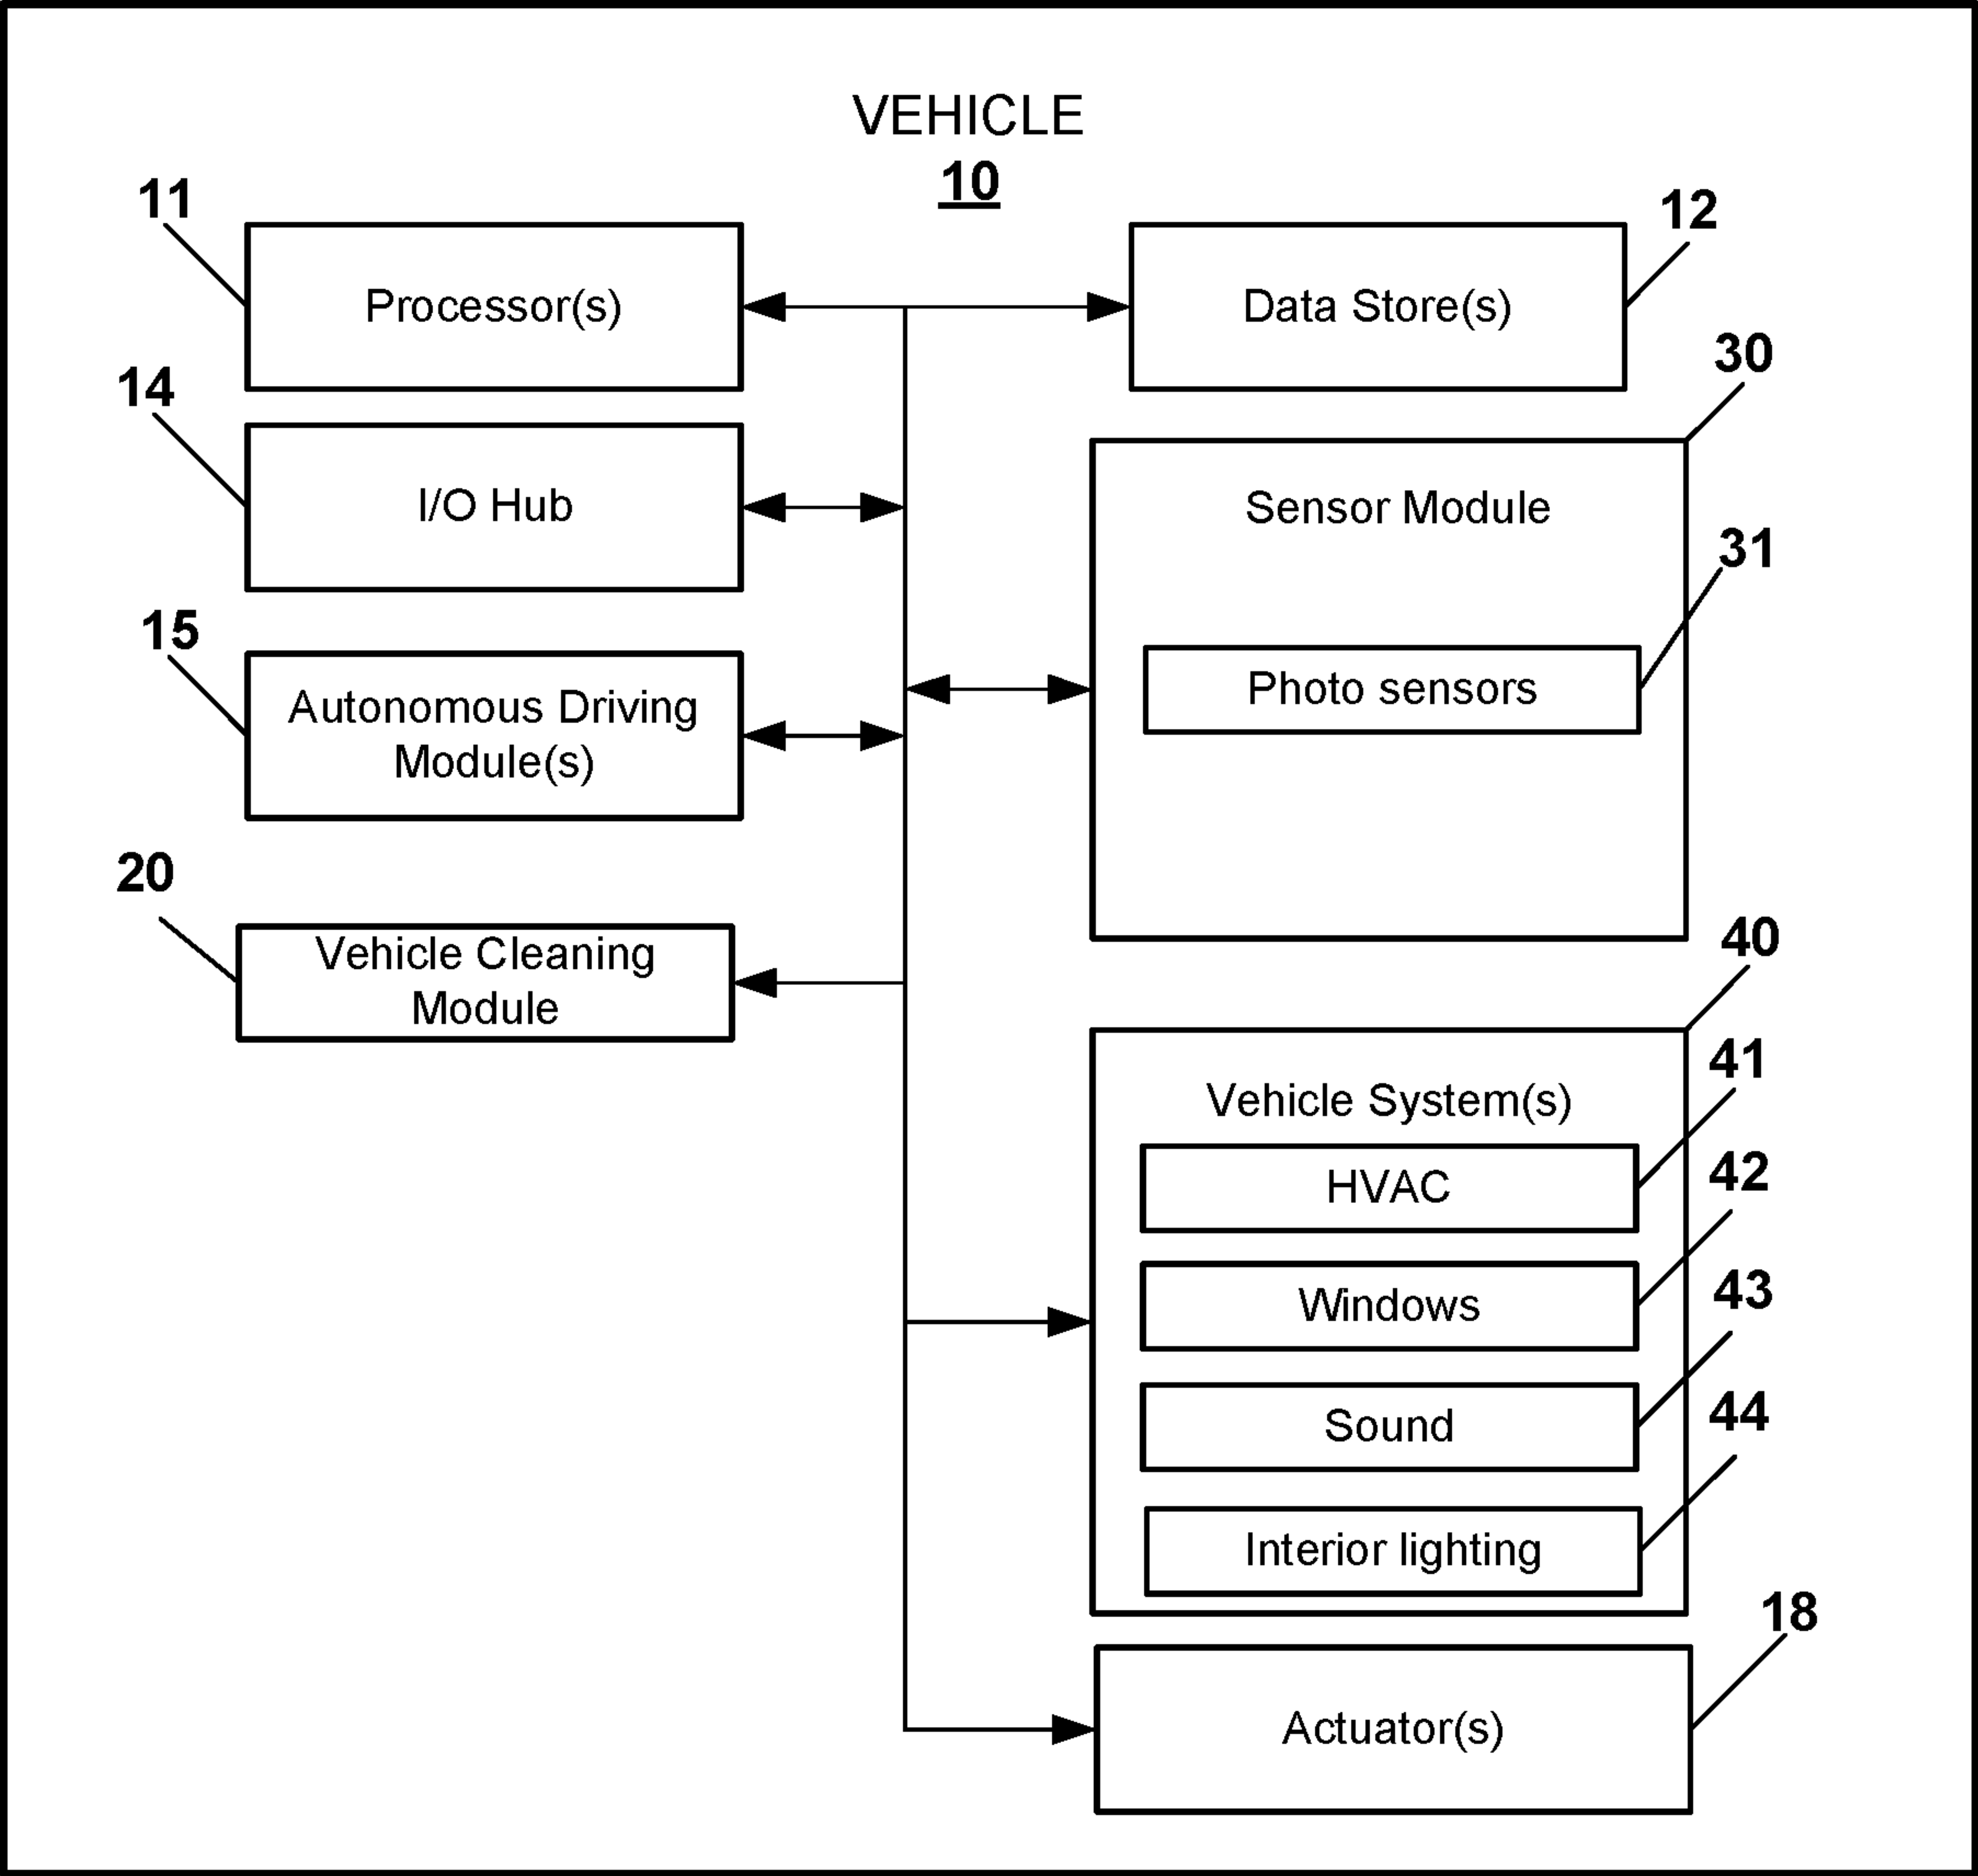 VEHICLE
10
11
Processor(s)
12
Data Store(s)
14
I/O Hub
30
Sensor Module
31
Photo sensors
15
Autonomous Driving
Module(s)
20
Vehicle Cleaning
Module
40
Vehicle System(s)
41
HVAC
42
Windows
43
Sound
44
Interior lighting
18
Actuator(s)